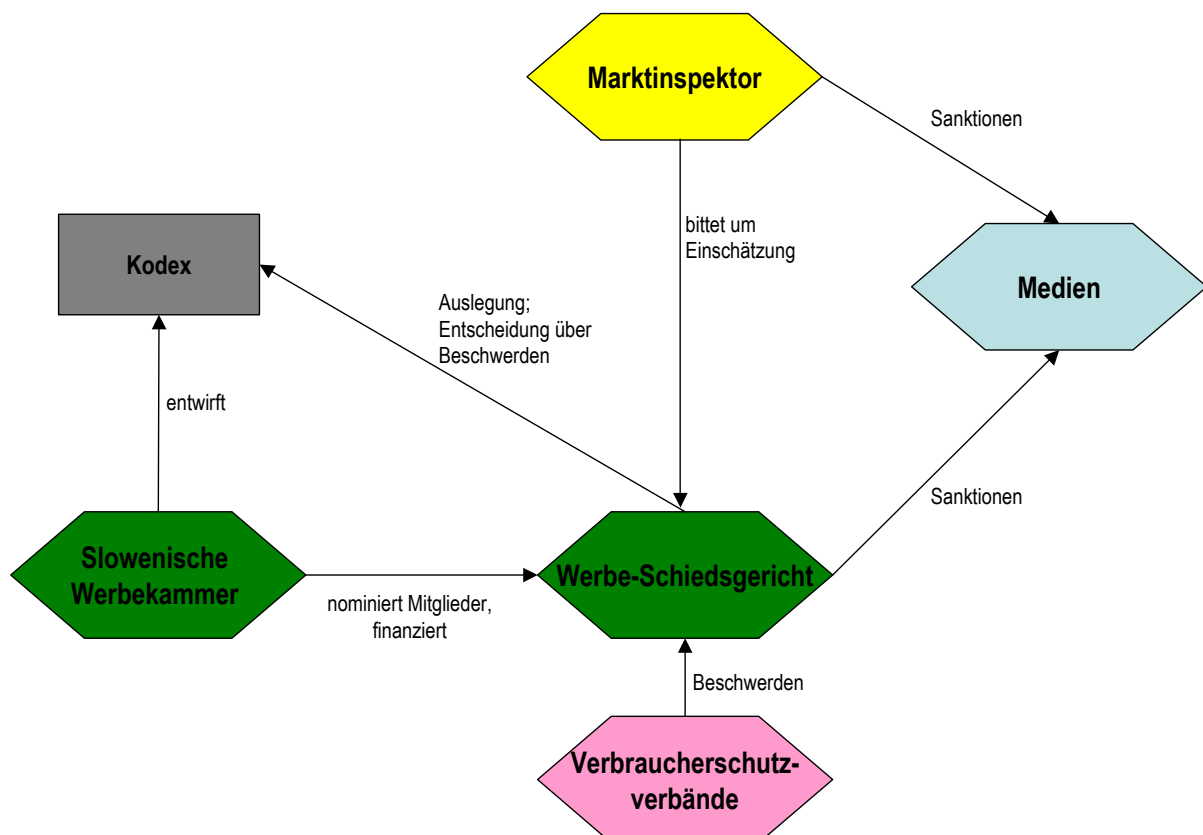 Marktinspektor
Sanktionen
bittet um
Einschätzung
Kodex
Medien
Auslegung;
Entscheidung über
Beschwerden
entwirft
Sanktionen
Slowenische
Werbekammer
Werbe-Schiedsgericht
nominiert Mitglieder,
finanziert
Beschwerden
Verbraucherschutz-
verbände